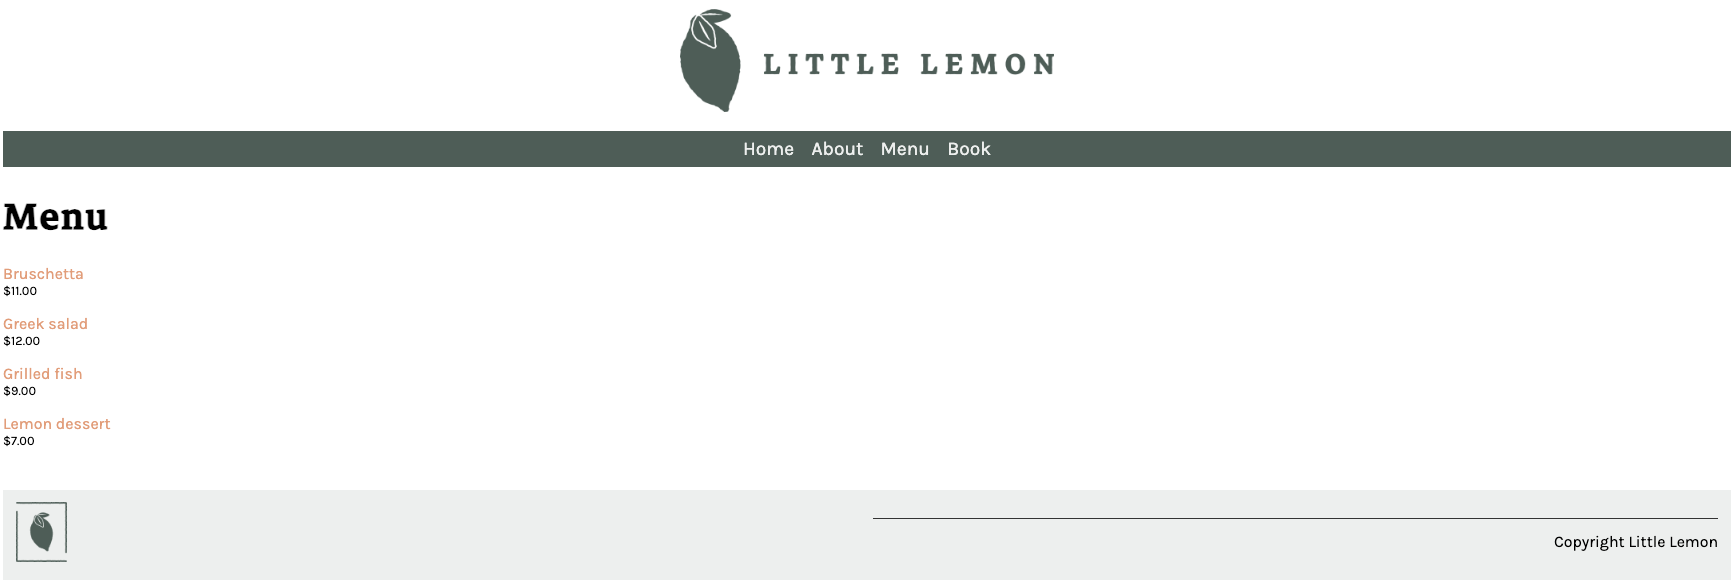 LITTLE LEMON
Home About Menu Book
Menu
Bruschetta
$11.00
Greek salad
$12.00
Grilled fish
$9.00
Lemon dessert
$7.00
Copyright Little Lemon